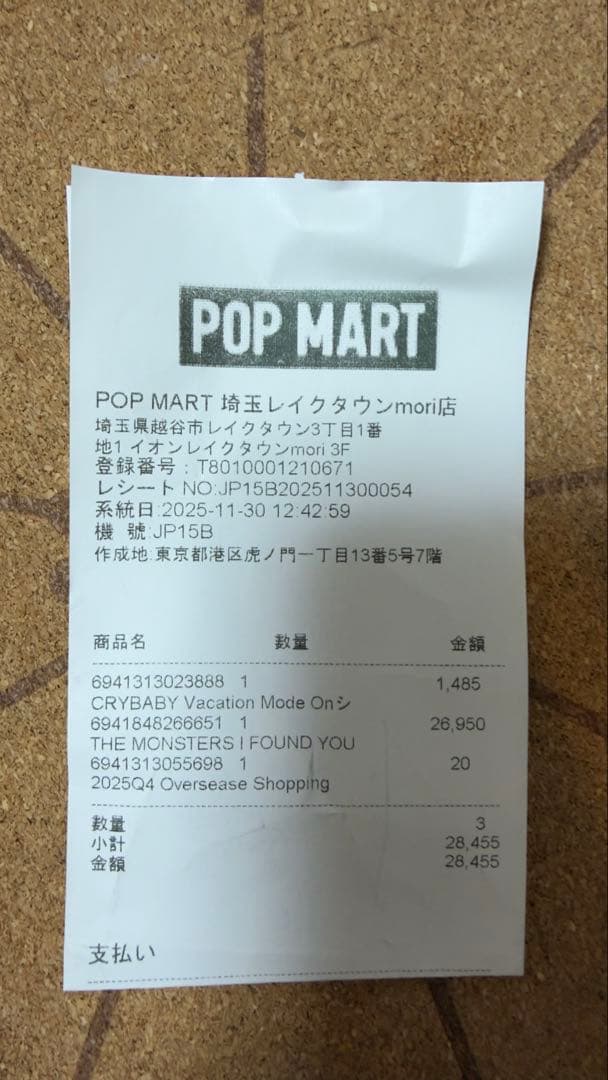 POP MART
POP MART 埼玉レイクタウンmori店
埼玉県越谷市レイクタウン3丁目1番
地1 イオンレイクタウンmori 3F
登録番号：T8010001210671
レシート NO:JP15B202511300054
系統日:2025-11-30 12:42:59
機 號:JP15B
作成地:東京都港区虎ノ門一丁目13番5号7階
商品名 数量 金額
6941313023888 1 1,485
CRYBABY Vacation Mode Onシ
6941848266651 1 26,950
THE MONSTERS I FOUND YOU
6941313055698 1 20
2025Q4 Oversease Shopping
数量 3
小計 28,455
金額 28,455
支払い